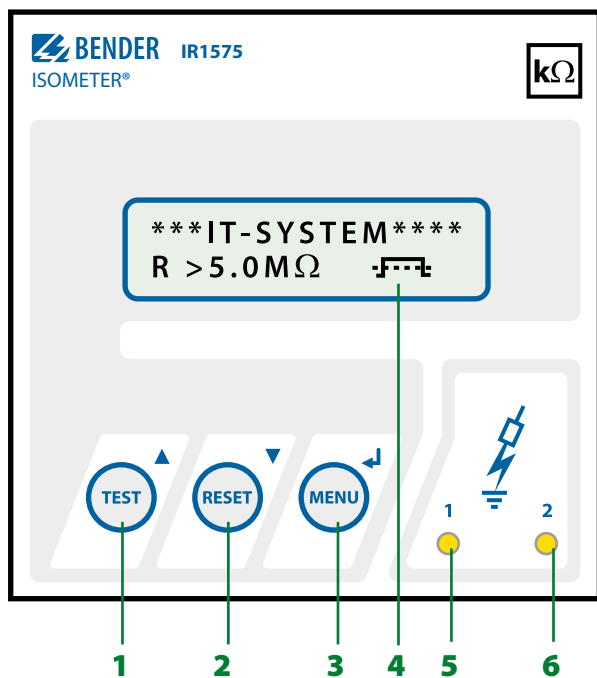 BENDER IR1575
ISOMETER®
kΩ
***IT-SYSTEM****
R >5.0MΩ
TEST RESET MENU
1 2
1 2 3 4 5 6